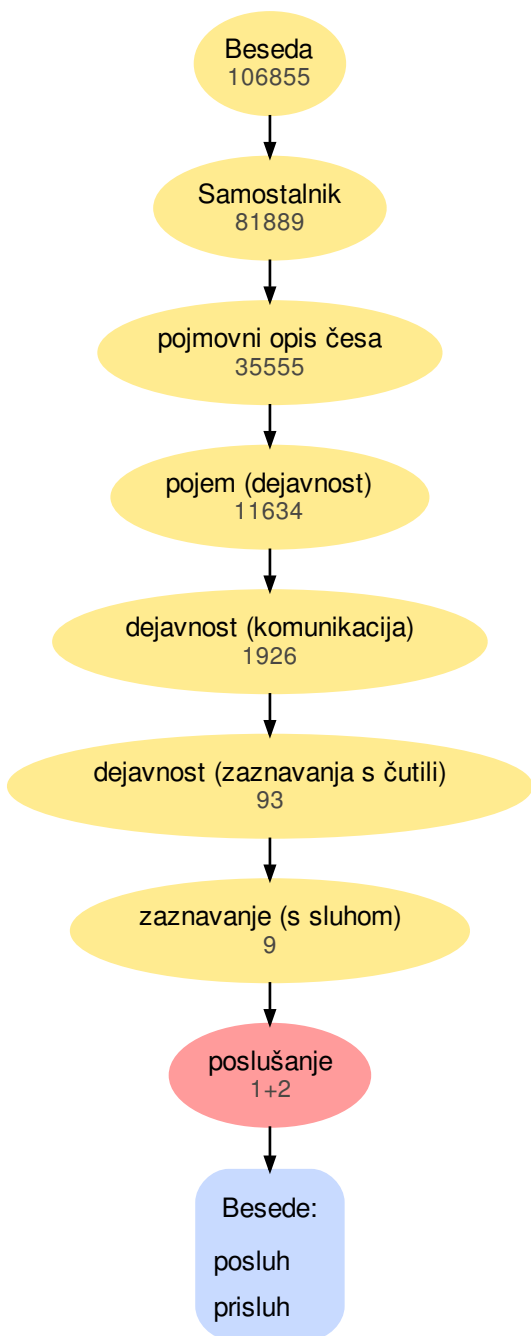 Beseda
106855
Samostalnik
81889
pojmovni opis česa
35555
pojem (dejavnost)
11634
dejavnost (komunikacija)
1926
dejavnost (zaznavanja s čutili)
93
zaznavanje (s sluhom)
9
poslušanje
1+2
Besede:
posluh
prisluh